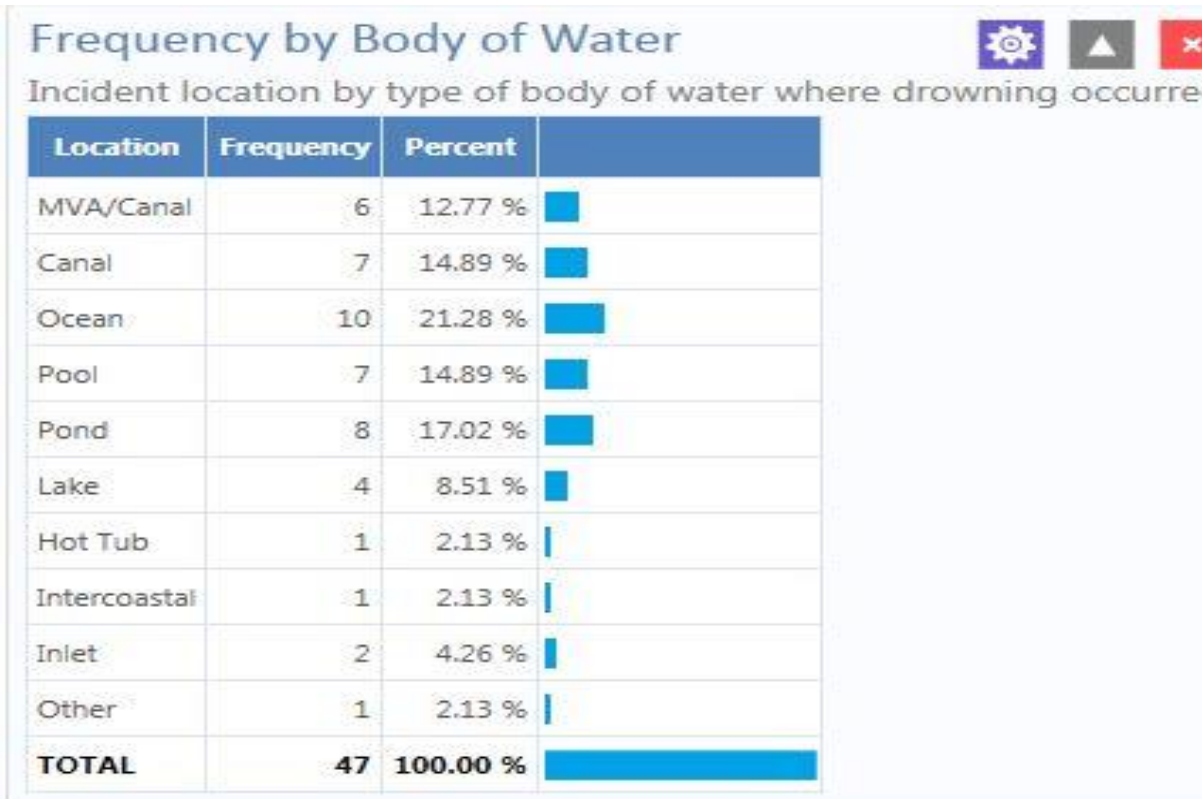 Frequency by Body of Water
Incident location by type of body of water where drowning occurre
Location Frequency Percent
MVA/Canal 6 12.77 %
Canal 7 14.89 %
Ocean 10 21.28 %
Pool 7 14.89 %
Pond 8 17.02 %
Lake 4 8.51 %
Hot Tub 1 2.13 %
Intercoastal 1 2.13 %
Inlet 2 4.26 %
Other 1 2.13 %
TOTAL 47 100.00 %